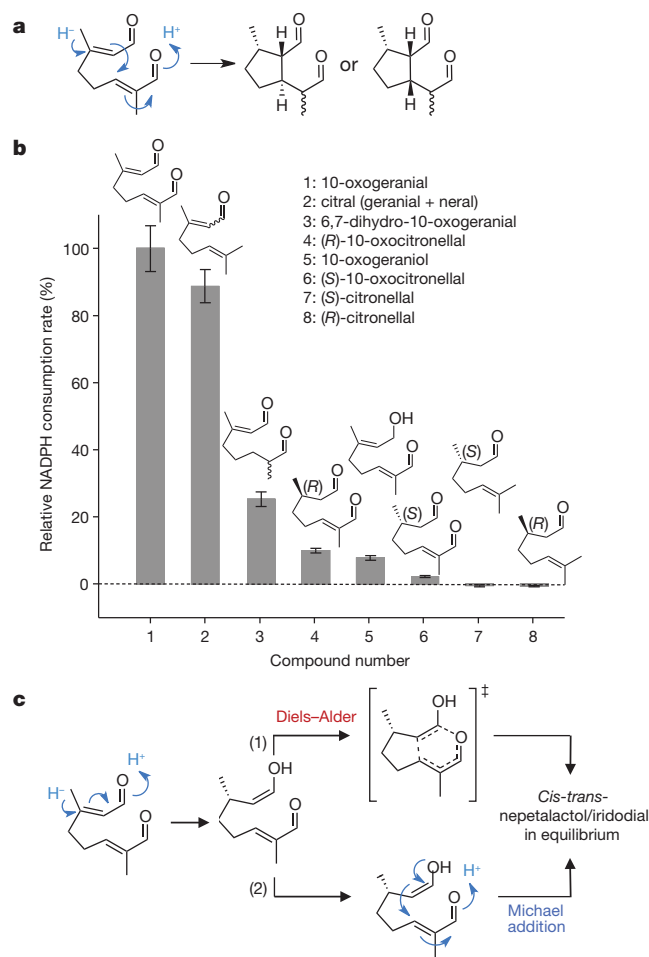 a
H⁻
O
H⁺
O
H
O
O
H
or
H
O
O
H
b
O
O
O
1: 10-oxogeranial
2: citral (geranial + neral)
3: 6,7-dihydro-10-oxogeranial
4: (R)-10-oxocitronellal
5: 10-oxogeraniol
6: (S)-10-oxocitronellal
7: (S)-citronellal
8: (R)-citronellal
Relative NADPH consumption rate (%)
100
80
60
40
20
0
O
O
(R)
O
O
OH
O
(S)
O
O
(S)
O
(R)
O
1 2 3 4 5 6 7 8
Compound number
c
H⁻
O
H⁺
O
(1)
Diels–Alder
OH
O
OH
O
‡
(2)
OH
H⁺
O
Michael
addition
Cis-trans-
nepetalactol/iridodial
in equilibrium